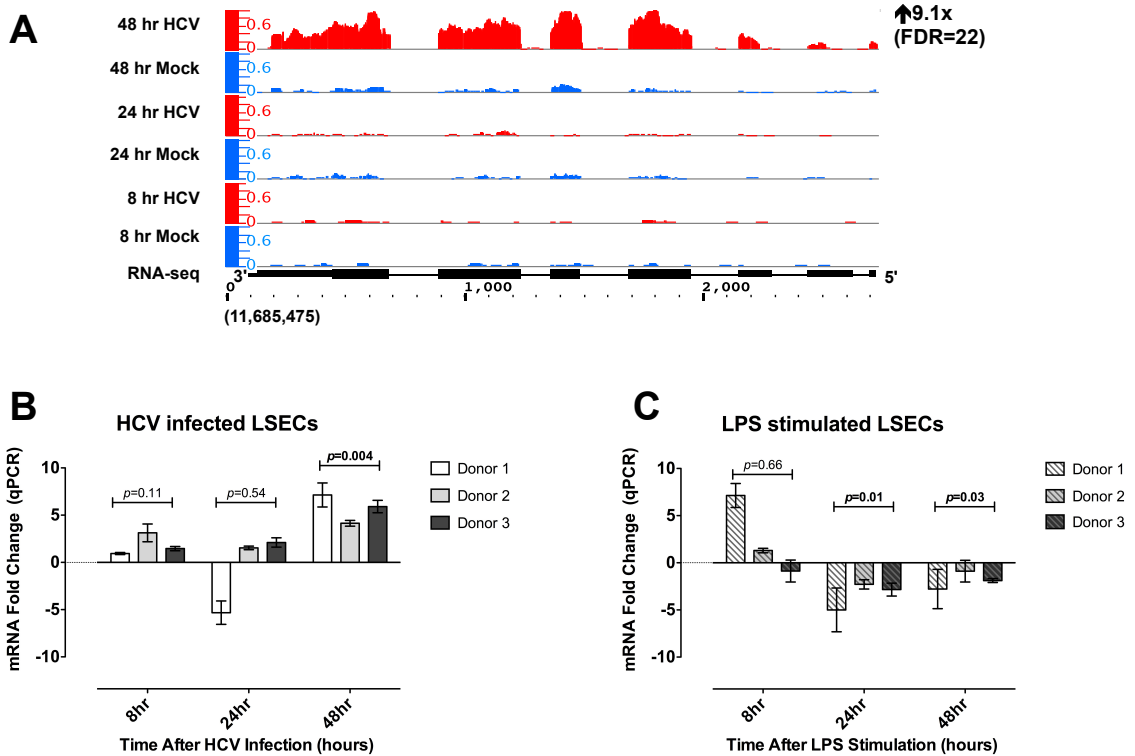 A
48 hr HCV
0.6
0
↑9.1x
(FDR=22)
48 hr Mock
0.6
0
24 hr HCV
0.6
0
24 hr Mock
0.6
0
8 hr HCV
0.6
0
8 hr Mock
0.6
0
RNA-seq
3'
5'
0
1,000
2,000
(11,685,475)
B
HCV infected LSECs
mRNA Fold Change (qPCR)
10
5
0
-5
-10
p=0.11
p=0.54
p=0.004
Donor 1
Donor 2
Donor 3
8hr
24hr
48hr
Time After HCV Infection (hours)
C
LPS stimulated LSECs
mRNA Fold Change (qPCR)
10
5
0
-5
-10
p=0.66
p=0.01
p=0.03
Donor 1
Donor 2
Donor 3
8hr
24hr
48hr
Time After LPS Stimulation (hours)